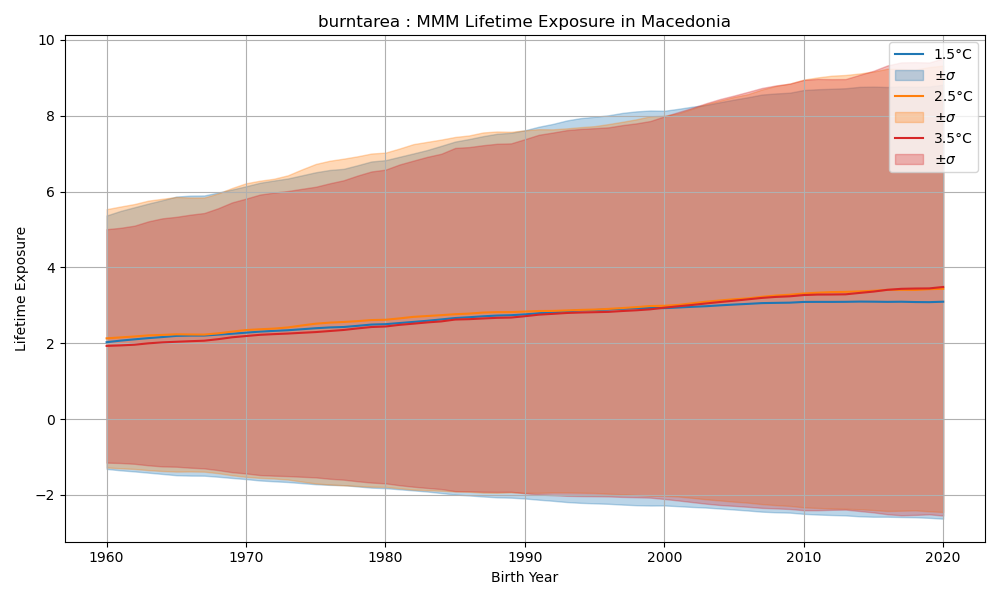 burntarea : MMM Lifetime Exposure in Macedonia
10
8
6
4
2
0
−2
Lifetime Exposure
1960
1970
1980
1990
2000
2010
2020
Birth Year
1.5°C
±σ
2.5°C
±σ
3.5°C
±σ